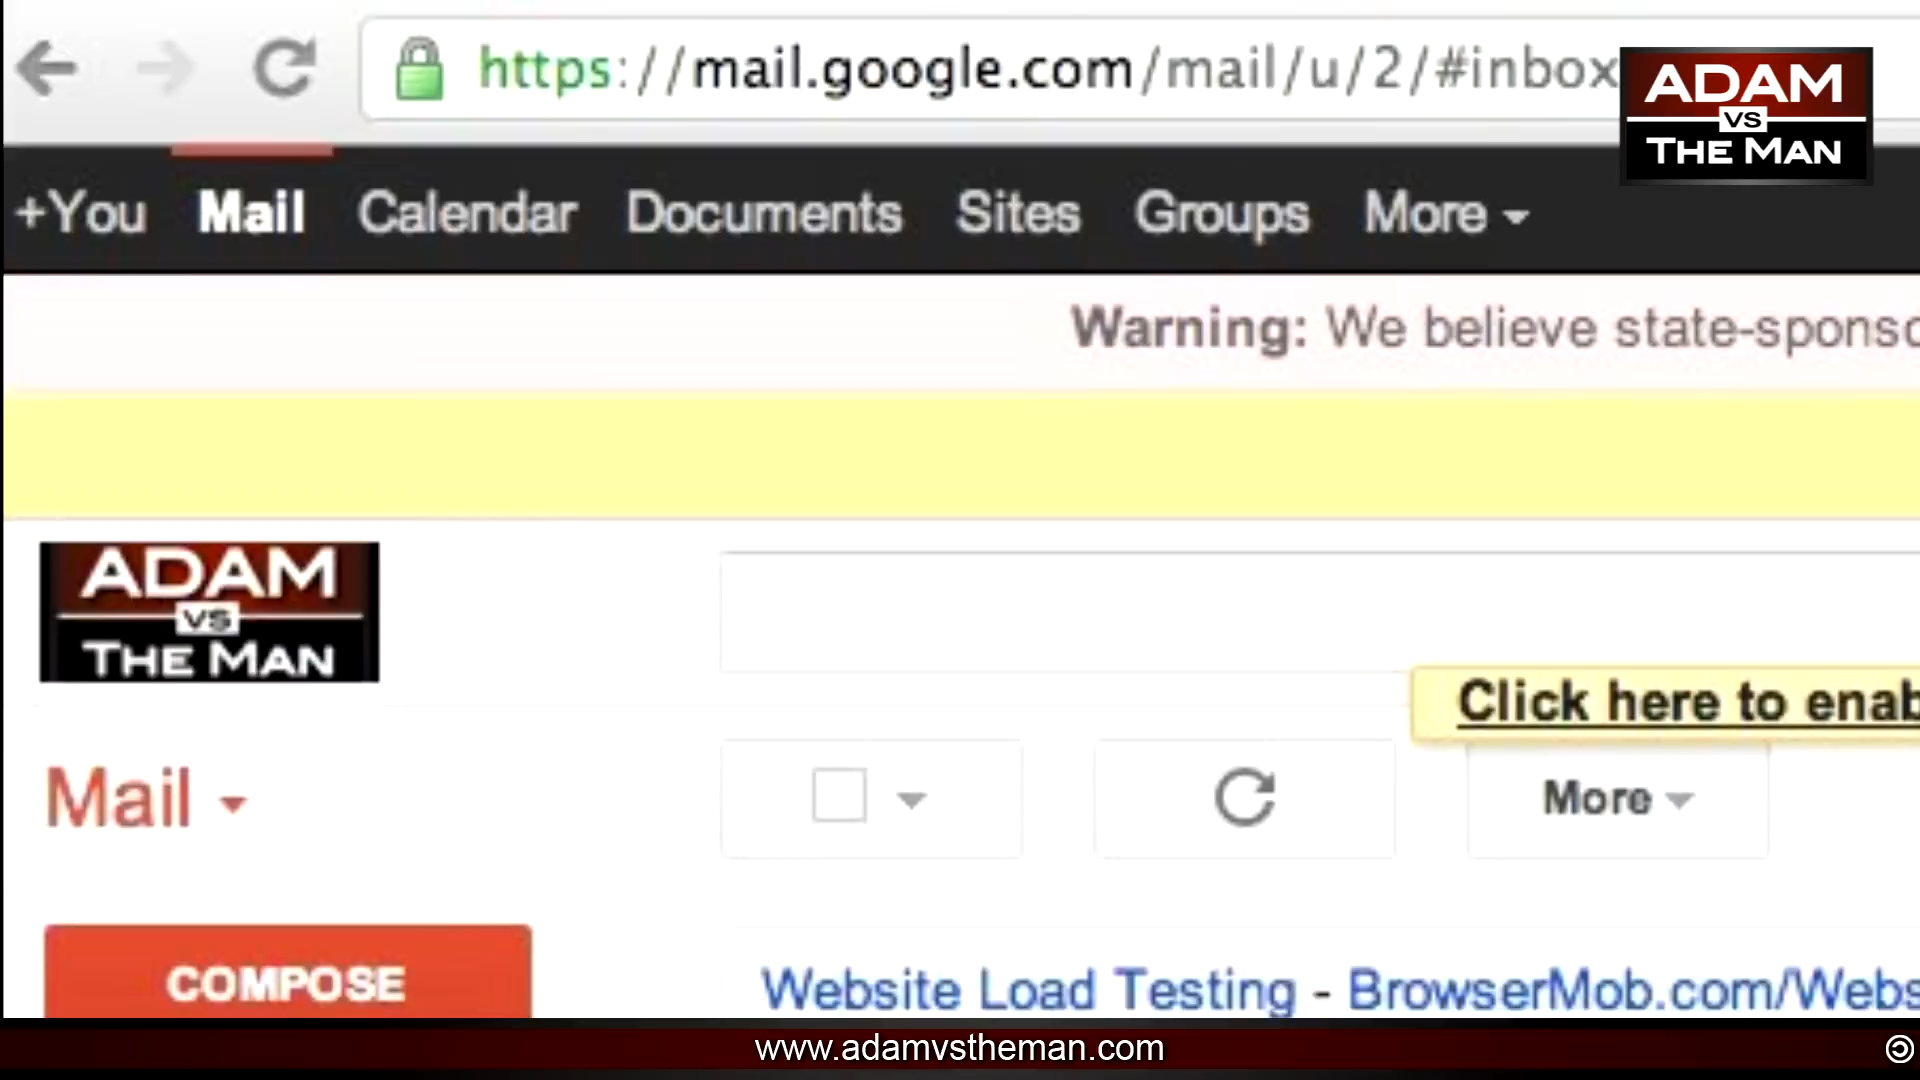 https://mail.google.com/mail/u/2/#inbox
ADAM
VS
THE MAN
+You Mail Calendar Documents Sites Groups More
Warning: We believe state-sponso
ADAM
VS
THE MAN
Click here to enab
Mail
More
COMPOSE
Website Load Testing - BrowserMob.com/Webs
www.adamvstheman.com